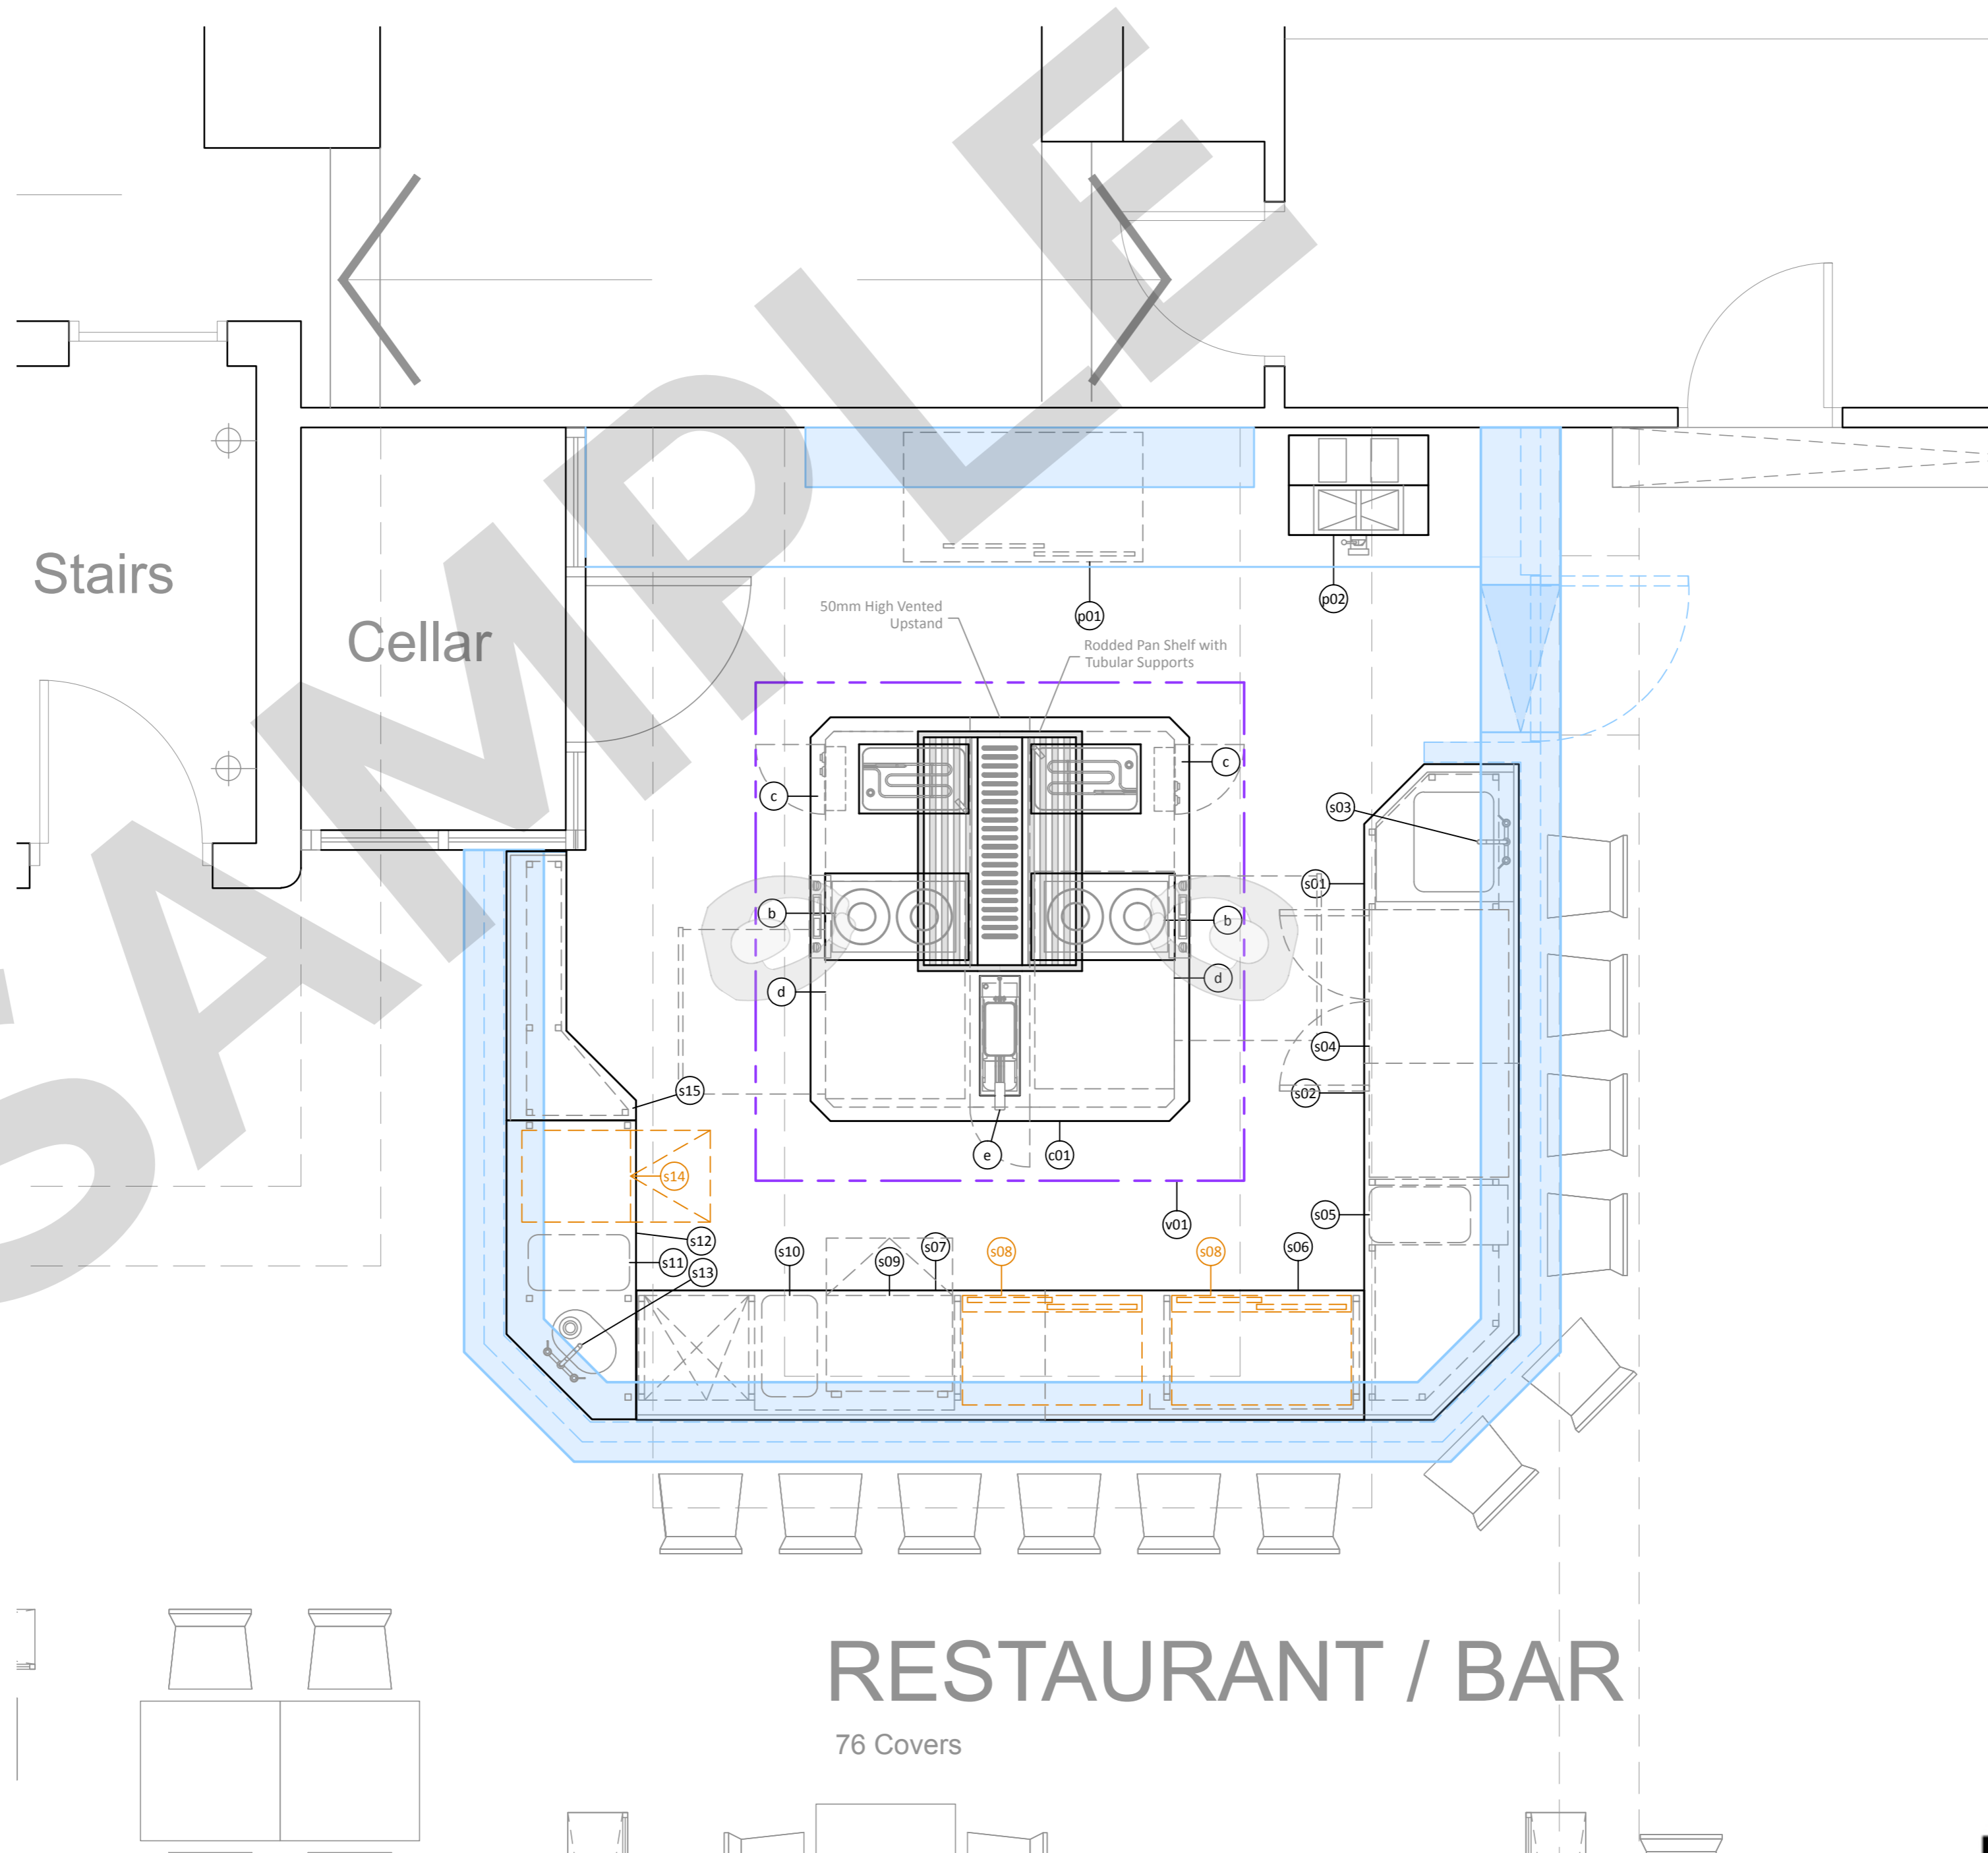 SAMPLE
Stairs
Cellar
p01
p02
50mm High Vented
Upstand
Rodded Pan Shelf with
Tubular Supports
c
c
s03
s01
b
b
d
d
s04
s02
s15
e
c01
s14
v01
s05
s12
s11
s13
s10
s09
s07
s08
s08
s06
RESTAURANT / BAR
76 Covers